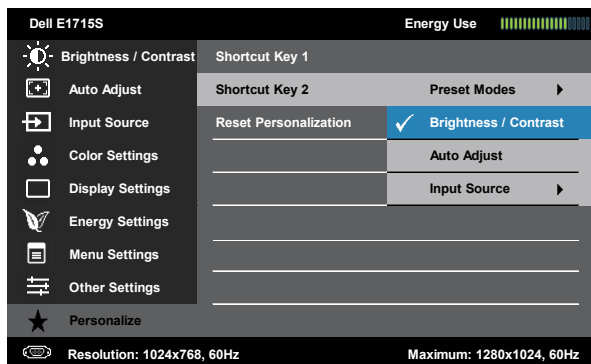 Dell E1715S Energy Use
Brightness / Contrast Shortcut Key 1
Auto Adjust Shortcut Key 2 Preset Modes
Input Source Reset Personalization Brightness / Contrast
Color Settings Auto Adjust
Display Settings Input Source
Energy Settings
Menu Settings
Other Settings
Personalize
Resolution: 1024x768, 60Hz Maximum: 1280x1024, 60Hz